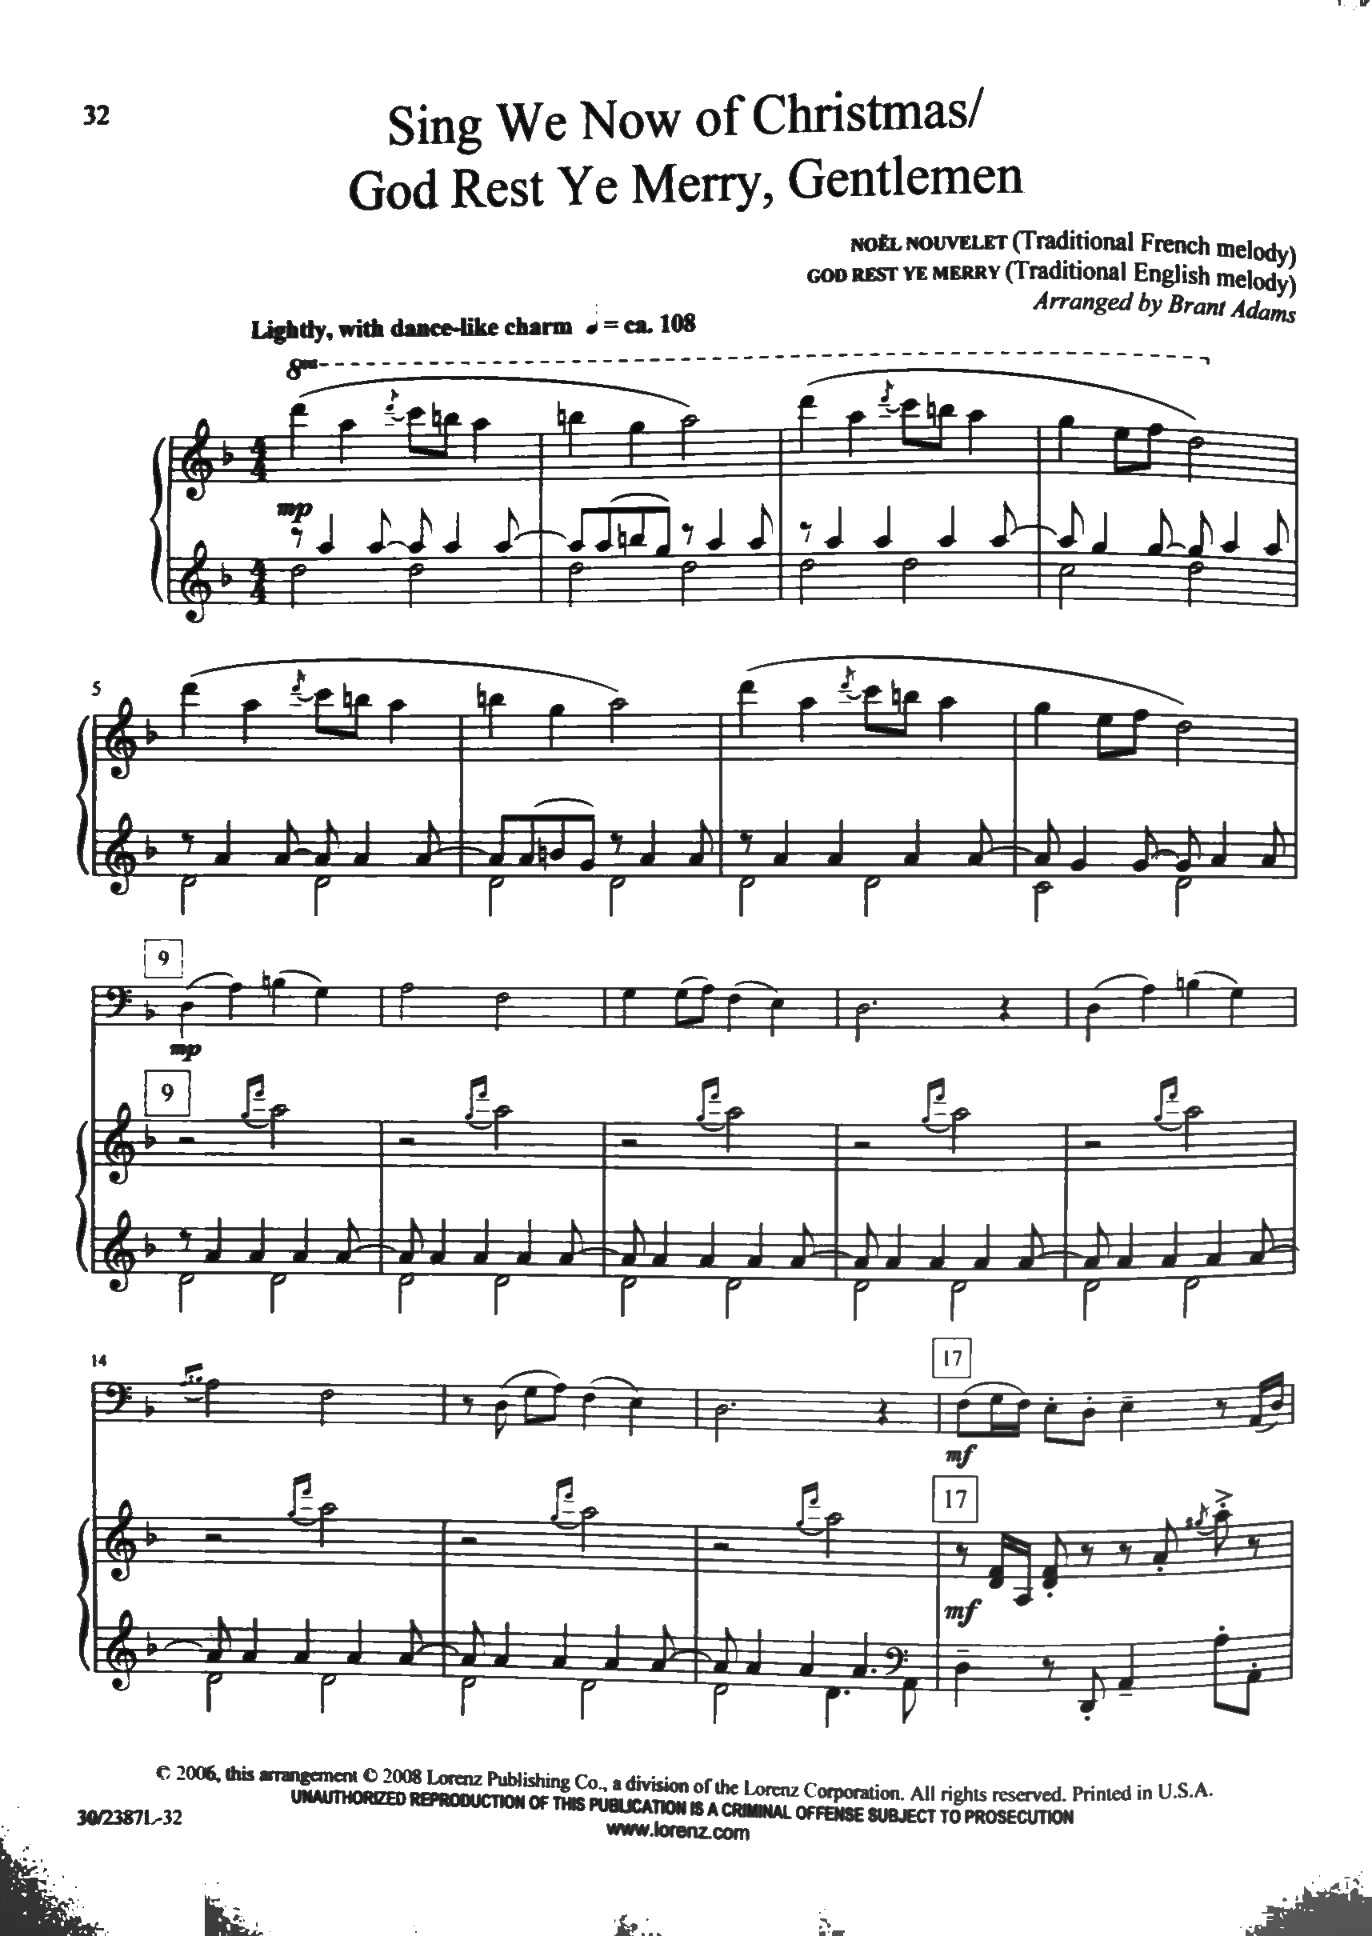 32
Sing We Now of Christmas/
God Rest Ye Merry, Gentlemen
NOËL NOUVELET (Traditional French melody)
GOD REST YE MERRY (Traditional English melody)
Arranged by Brant Adams
Lightly, with dance-like charm ♩ = ca. 108
8va
mp
5
9
mp
9
14
17
mf
17
mf
© 2006, this arrangement © 2008 Lorenz Publishing Co., a division of the Lorenz Corporation. All rights reserved. Printed in U.S.A.
UNAUTHORIZED REPRODUCTION OF THIS PUBLICATION IS A CRIMINAL OFFENSE SUBJECT TO PROSECUTION
30/2387L-32
www.lorenz.com